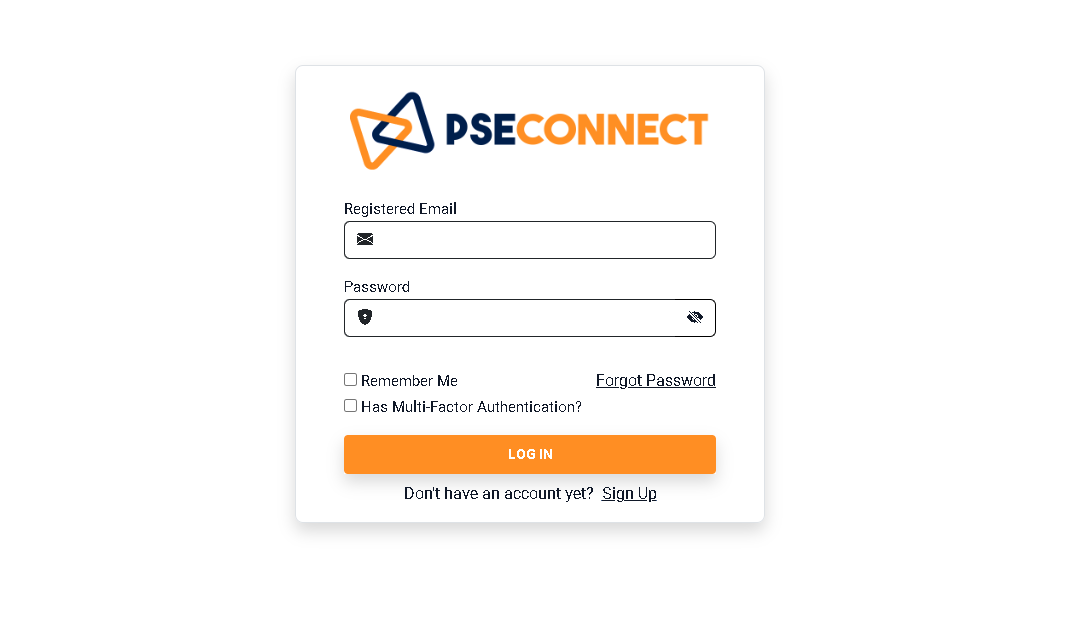 PSECONNECT
Registered Email
Password
Remember Me Forgot Password
Has Multi-Factor Authentication?
LOG IN
Don't have an account yet? Sign Up